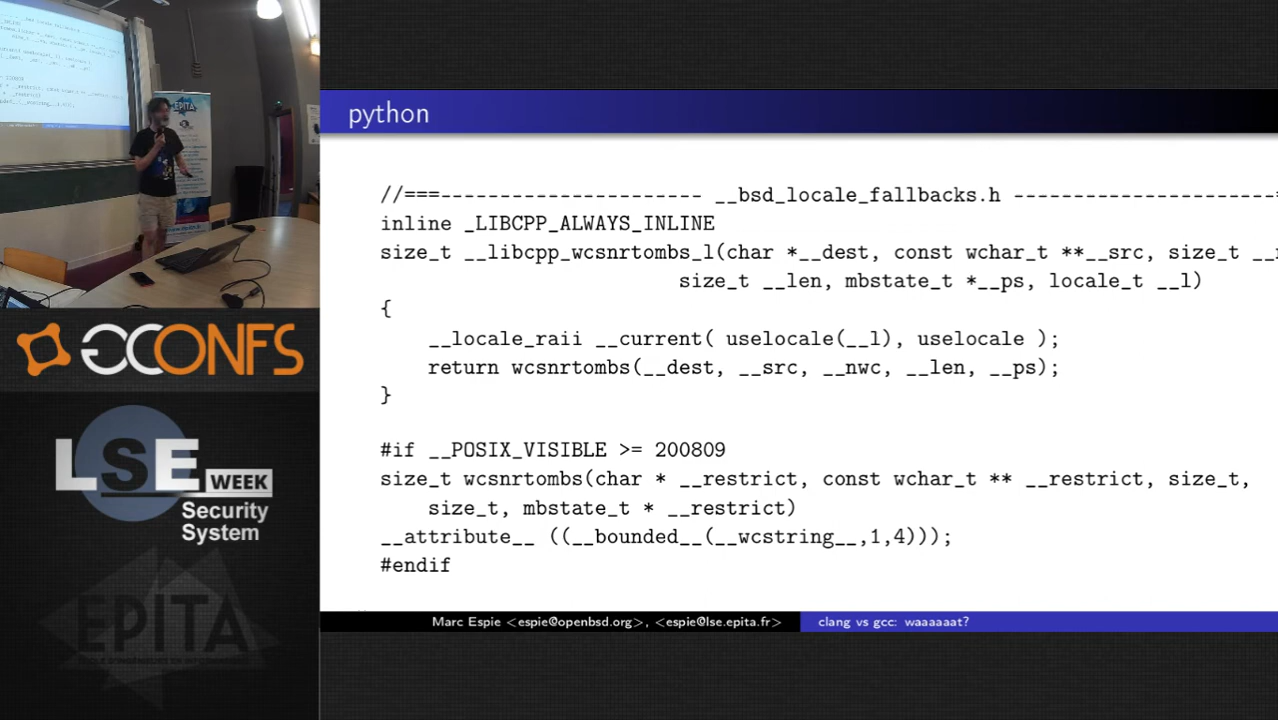 python
//===---------------------- __bsd_locale_fallbacks.h ----------------------=
inline _LIBCPP_ALWAYS_INLINE
size_t __libcpp_wcsnrtombs_l(char *__dest, const wchar_t **__src, size_t __n
size_t __len, mbstate_t *__ps, locale_t __l)
{
__locale_raii __current( uselocale(__l), uselocale );
return wcsnrtombs(__dest, __src, __nwc, __len, __ps);
}
#if __POSIX_VISIBLE >= 200809
size_t wcsnrtombs(char * __restrict, const wchar_t ** __restrict, size_t,
size_t, mbstate_t * __restrict)
__attribute__ ((__bounded__(__wcstring__,1,4)));
#endif
Marc Espie <espie@openbsd.org>, <espie@lse.epita.fr>
clang vs gcc: waaaaaat?
EPITA
GCONFS
LSE
WEEK
Security
System
EPITA